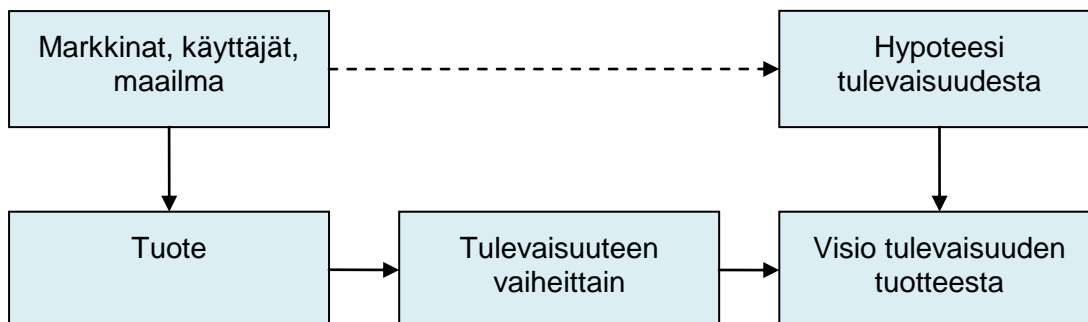 Markkinat, käyttäjät,
maailma
Hypoteesi
tulevaisuudesta
Tuote
Tulevaisuuteen
vaiheittain
Visio tulevaisuuden
tuotteesta